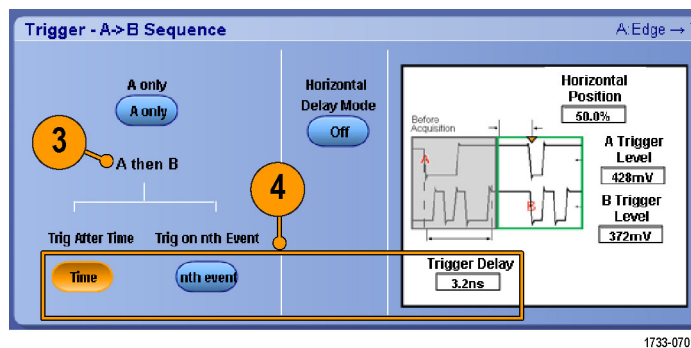 Trigger - A->B Sequence
A:Edge →
A only
A only
3
A then B
4
Trig After Time
Trig on nth Event
Time
nth event
Horizontal
Delay Mode
Off
Before
Acquisition
A
B
Horizontal
Position
50.0%
A Trigger
Level
428mV
B Trigger
Level
372mV
Trigger Delay
3.2ns
1733-070